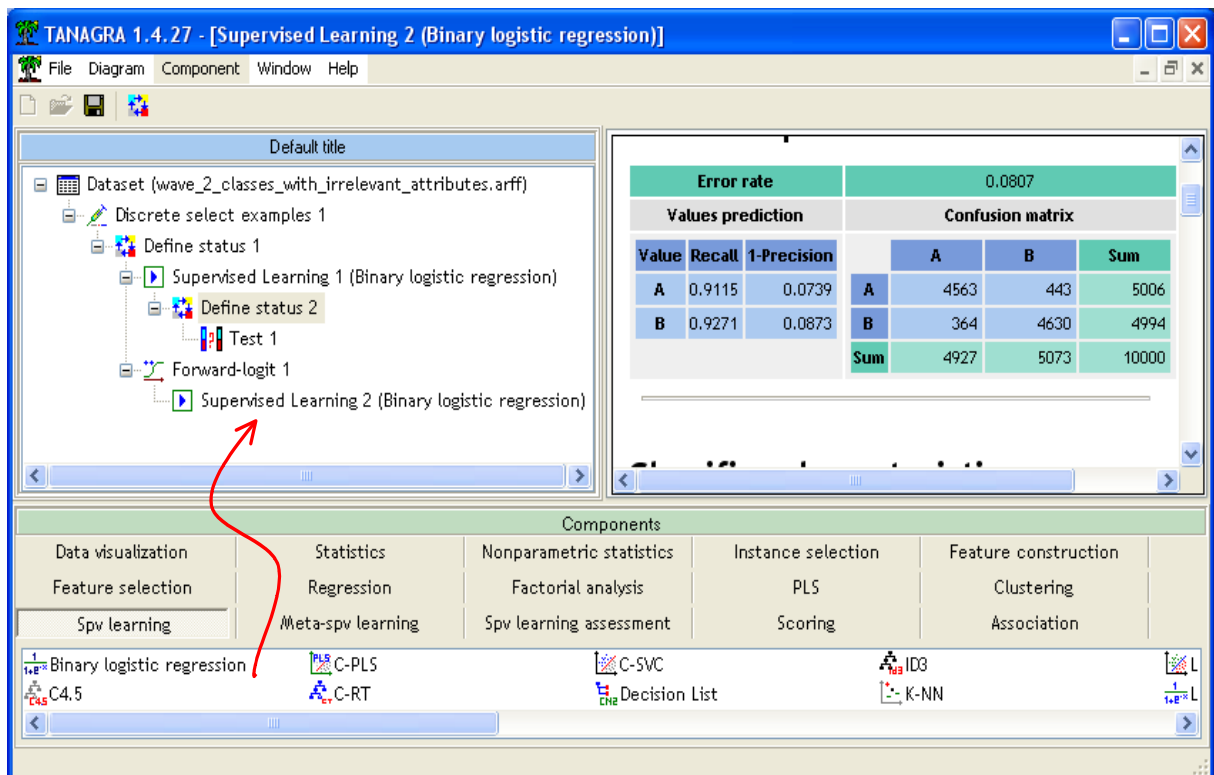 TANAGRA 1.4.27 - [Supervised Learning 2 (Binary logistic regression)]
File Diagram Component Window Help
Default title
Dataset (wave_2_classes_with_irrelevant_attributes.arff)
Discrete select examples 1
Define status 1
Supervised Learning 1 (Binary logistic regression)
Define status 2
Test 1
Forward-logit 1
Supervised Learning 2 (Binary logistic regression)
Error rate 0.0807
Values prediction Confusion matrix
Value Recall 1-Precision A B Sum
A 0.9115 0.0739 A 4563 443 5006
B 0.9271 0.0873 B 364 4630 4994
Sum 4927 5073 10000
Components
Data visualization Statistics Nonparametric statistics Instance selection Feature construction
Feature selection Regression Factorial analysis PLS Clustering
Spv learning Meta-spv learning Spv learning assessment Scoring Association
Binary logistic regression C-PLS C-SVC ID3 L
C4.5 C-RT Decision List K-NN L